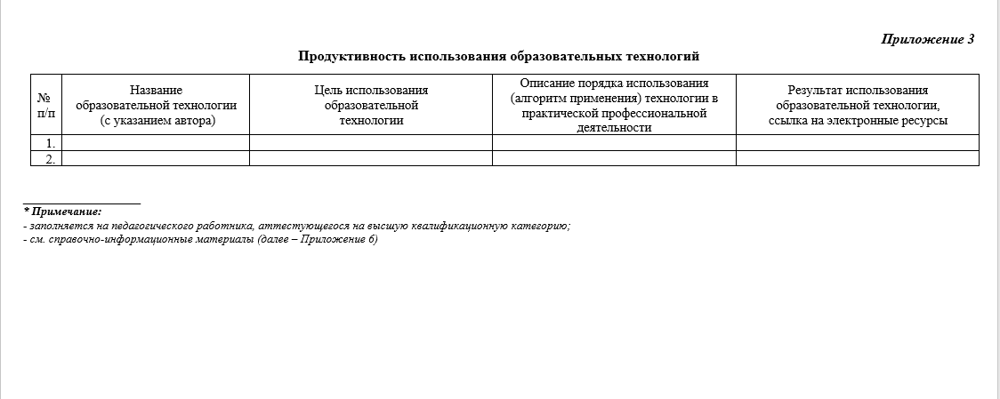 Приложение 3
Продуктивность использования образовательных технологий
№
п/п
Название
образовательной технологии
(с указанием автора)
Цель использования
образовательной
технологии
Описание порядка использования
(алгоритм применения) технологии в
практической профессиональной
деятельности
Результат использования
образовательной технологии,
ссылка на электронные ресурсы
1.
2.
* Примечание:
- заполняется на педагогического работника, аттестующегося на высшую квалификационную категорию;
- см. справочно-информационные материалы (далее – Приложение 6)